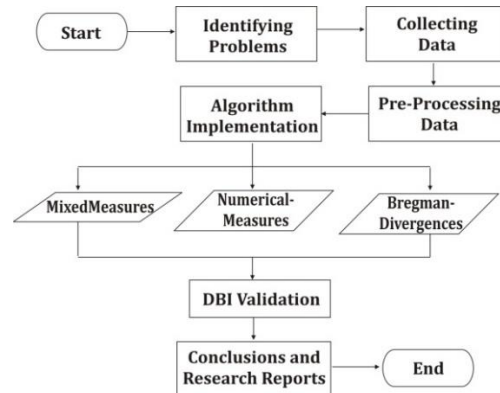 Start
Identifying
Problems
Collecting
Data
Algorithm
Implementation
Pre-Processing
Data
MixedMeasures
Numerical-
Measures
Bregman-
Divergences
DBI Validation
Conclusions and
Research Reports
End